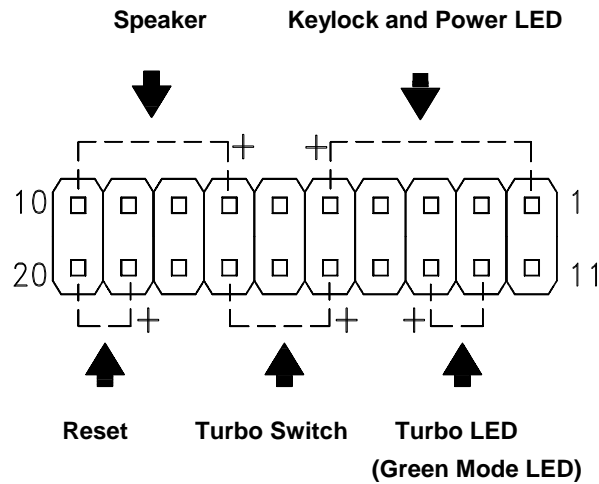 Speaker
Keylock and Power LED
+ +
10 1
20 11
+ + +
Reset
Turbo Switch
Turbo LED
(Green Mode LED)